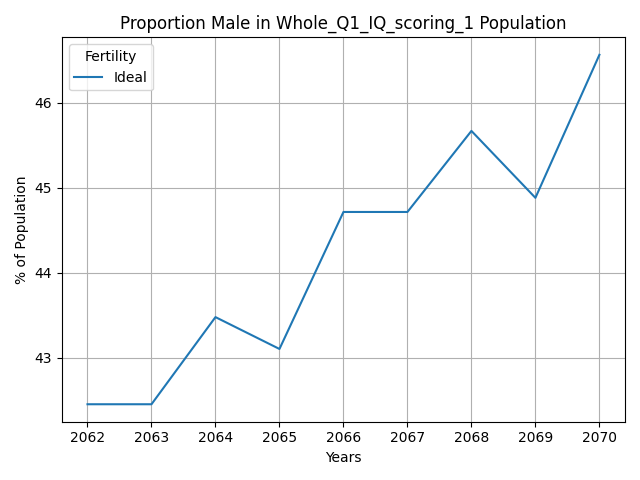 Proportion Male in Whole_Q1_IQ_scoring_1 Population
Fertility
Ideal
% of Population
46
45
44
43
2062 2063 2064 2065 2066 2067 2068 2069 2070
Years